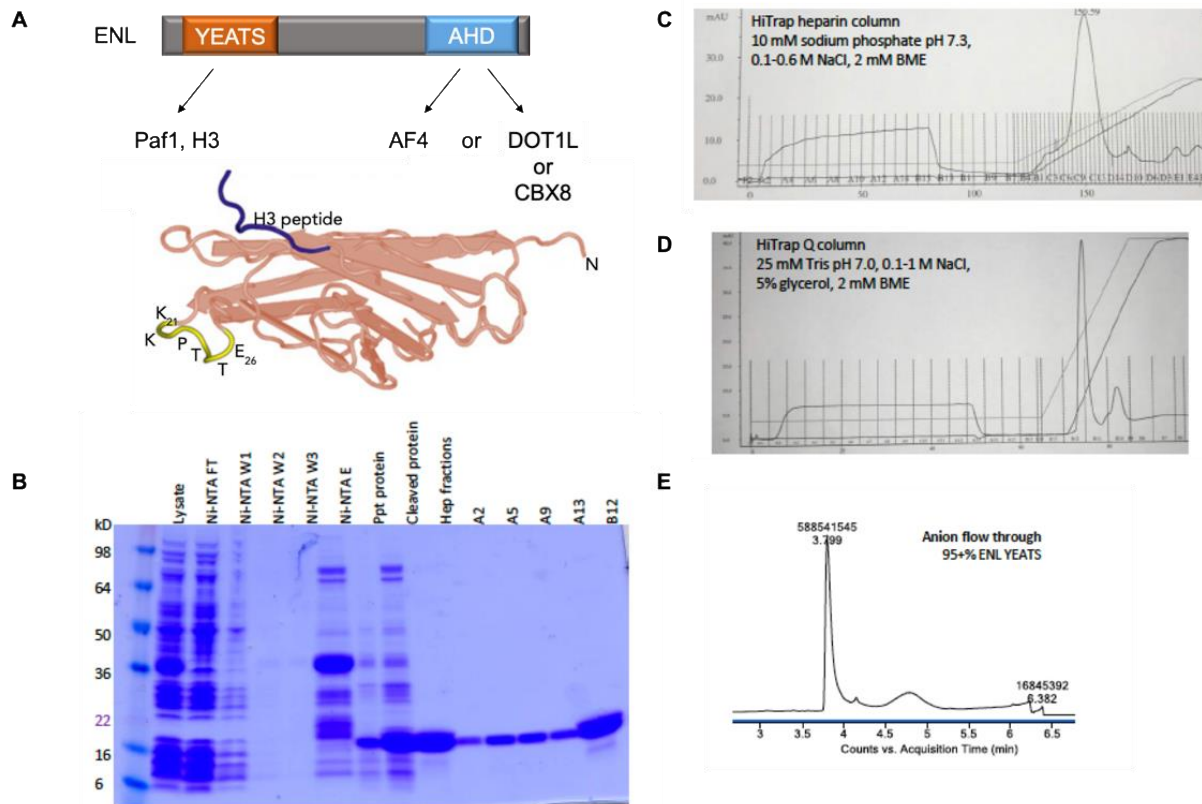 A
ENL
YEATS
AHD
Paf1, H3
AF4
or
DOT1L
or
CBX8
H3 peptide
N
K21
K
P
T
T
E26
B
kD
98
64
50
36
22
16
6
Lysate
Ni-NTA FT
Ni-NTA W1
Ni-NTA W2
Ni-NTA W3
Ni-NTA E
Ppt protein
Cleaved protein
Hep fractions
A2
A5
A9
A13
B12
C
mAU
HiTrap heparin column
10 mM sodium phosphate pH 7.3,
0.1-0.6 M NaCl, 2 mM BME
30.0
20.0
10.0
0.0
0
50
100
150
D
HiTrap Q column
25 mM Tris pH 7.0, 0.1-1 M NaCl,
5% glycerol, 2 mM BME
E
588541545
3.799
Anion flow through
95+% ENL YEATS
16845392
6.382
3
3.5
4
4.5
5
5.5
6
6.5
Counts vs. Acquisition Time (min)